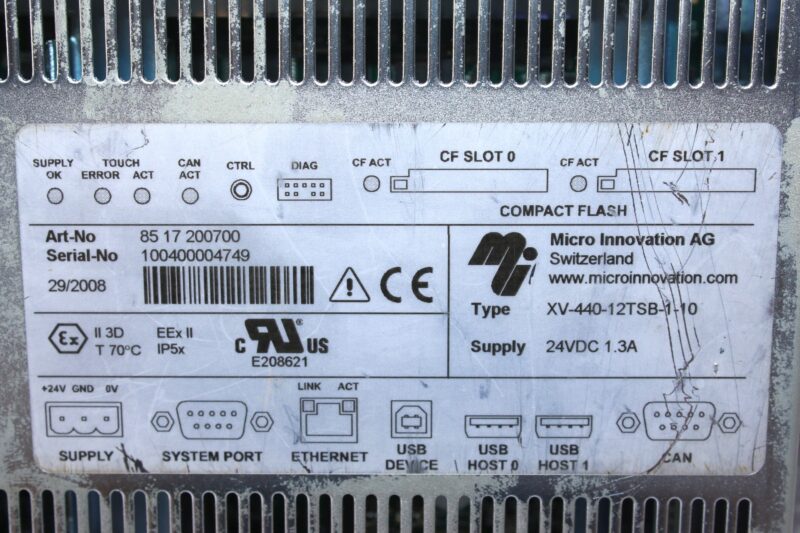 SUPPLY OK
TOUCH ERROR ACT
CAN ACT
CTRL
DIAG
CF ACT
CF SLOT 0
CF ACT
CF SLOT 1
COMPACT FLASH
Art-No 85 17 200700
Serial-No 100400004749
29/2008
CE
Mi
Micro Innovation AG
Switzerland
www.microinnovation.com
Type XV-440-12TSB-1-10
Supply 24VDC 1.3A
Ex II 3D EEx II
T 70°C IP5x
C RU ® US
E208621
+24V GND 0V
SUPPLY
SYSTEM PORT
LINK ACT
ETHERNET
USB
DEVICE
USB
HOST 0
USB
HOST 1
CAN